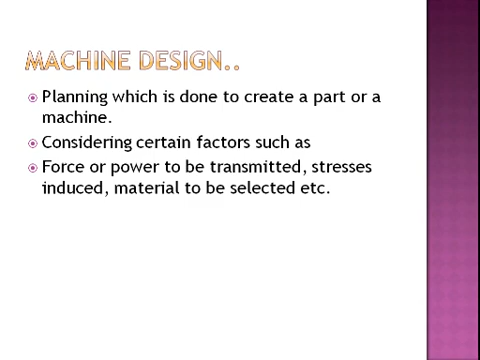 MACHINE DESIGN..
Planning which is done to create a part or a
machine.
Considering certain factors such as
Force or power to be transmitted, stresses
induced, material to be selected etc.